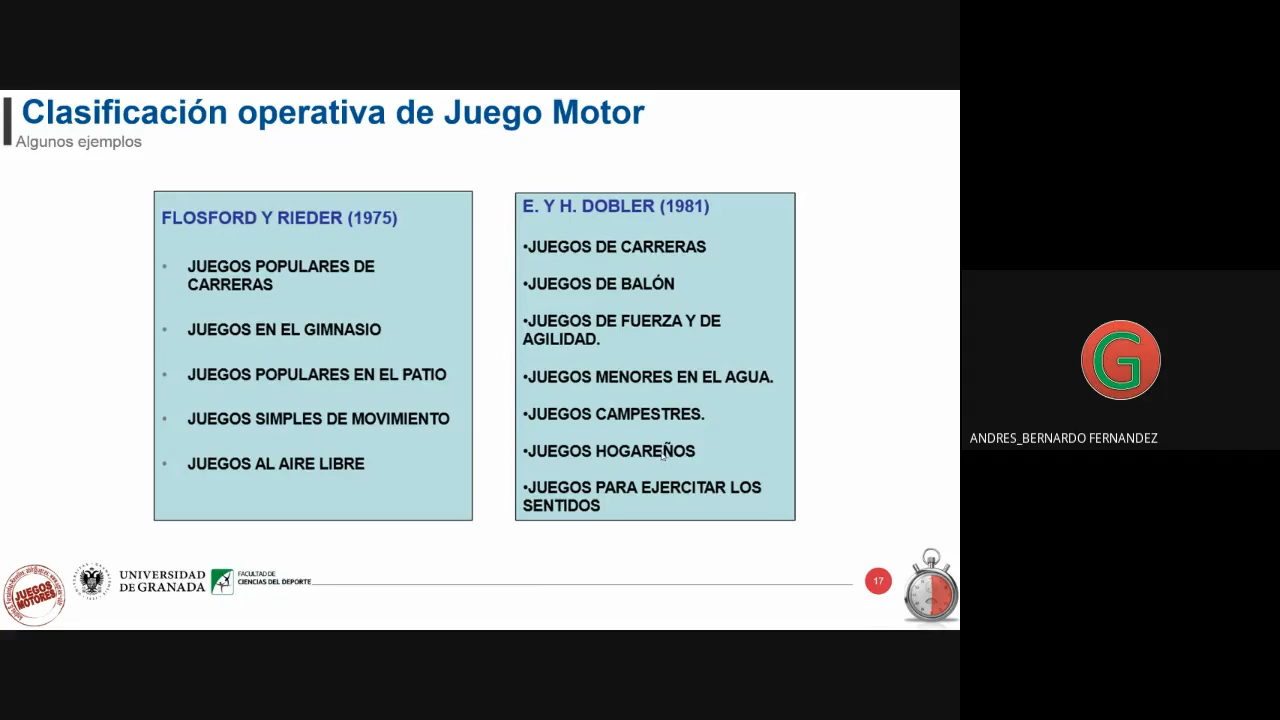 Clasificación operativa de Juego Motor
Algunos ejemplos
FLOSFORD Y RIEDER (1975)
• JUEGOS POPULARES DE
CARRERAS
• JUEGOS EN EL GIMNASIO
• JUEGOS POPULARES EN EL PATIO
• JUEGOS SIMPLES DE MOVIMIENTO
• JUEGOS AL AIRE LIBRE
E. Y H. DOBLER (1981)
•JUEGOS DE CARRERAS
•JUEGOS DE BALÓN
•JUEGOS DE FUERZA Y DE
AGILIDAD.
•JUEGOS MENORES EN EL AGUA.
•JUEGOS CAMPESTRES.
•JUEGOS HOGAREÑOS
•JUEGOS PARA EJERCITAR LOS
SENTIDOS
JUEGOS
MOTORES
UNIVERSIDAD
DE GRANADA
FACULTAD DE
CIENCIAS DEL DEPORTE
17
G
ANDRES_BERNARDO FERNANDEZ